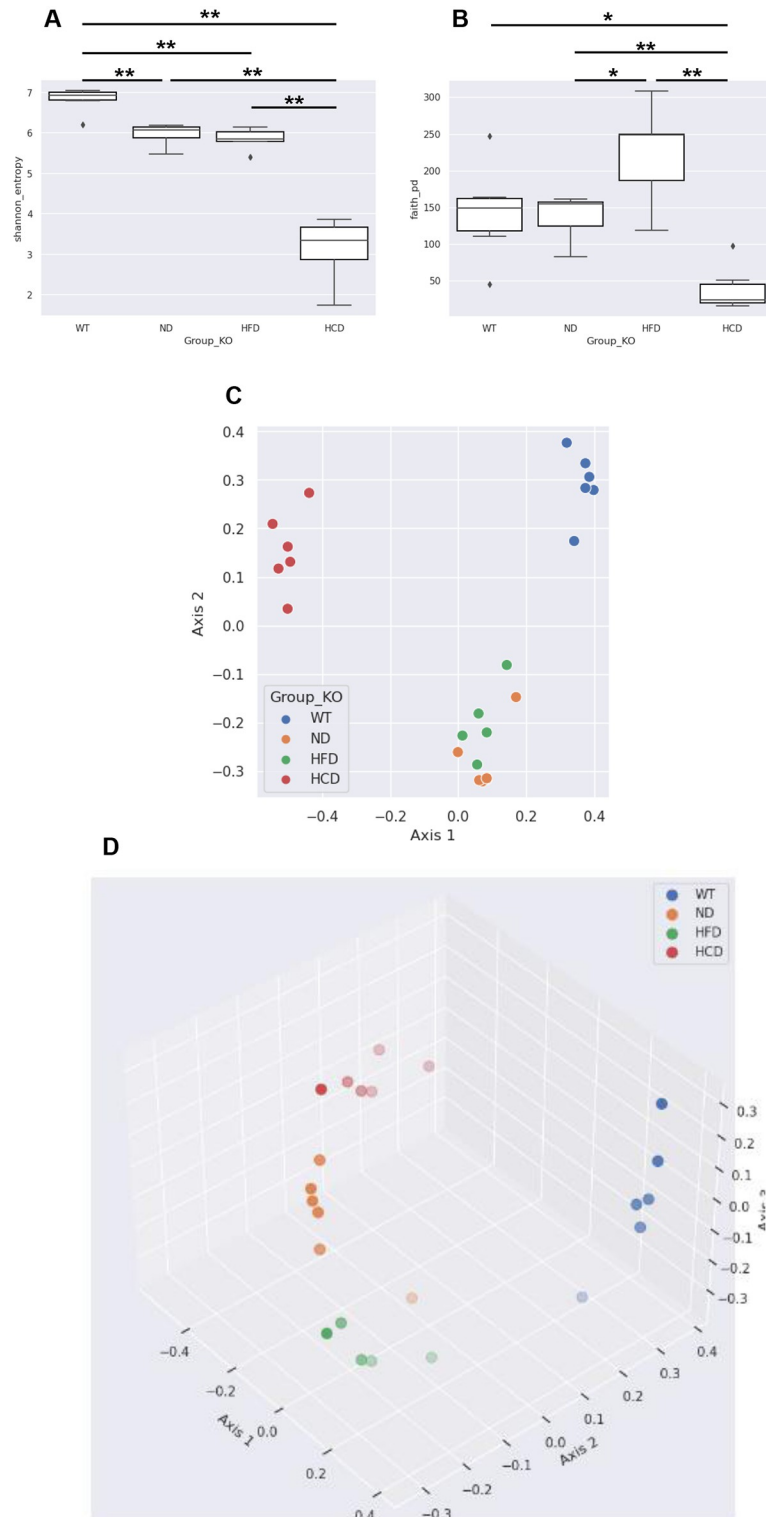 A
**
**
** **
**
7
6
5
4
3
2
shannon_entropy
WT ND HFD HCD
Group_KO
B
*
**
* **
300
250
200
150
100
50
faith_pd
WT ND HFD HCD
Group_KO
C
0.4
0.3
0.2
0.1
0.0
−0.1
−0.2
−0.3
Axis 2
Group_KO
WT
ND
HFD
HCD
−0.4 −0.2 0.0 0.2 0.4
Axis 1
D
WT
ND
HFD
HCD
0.3
0.2
0.1
0.0
−0.1
−0.2
−0.3
Axis
−0.4
−0.2
0.0
0.2
0.4
Axis 1
0.4
0.3
0.2
0.1
0.0
−0.1
−0.2
−0.3
Axis 2